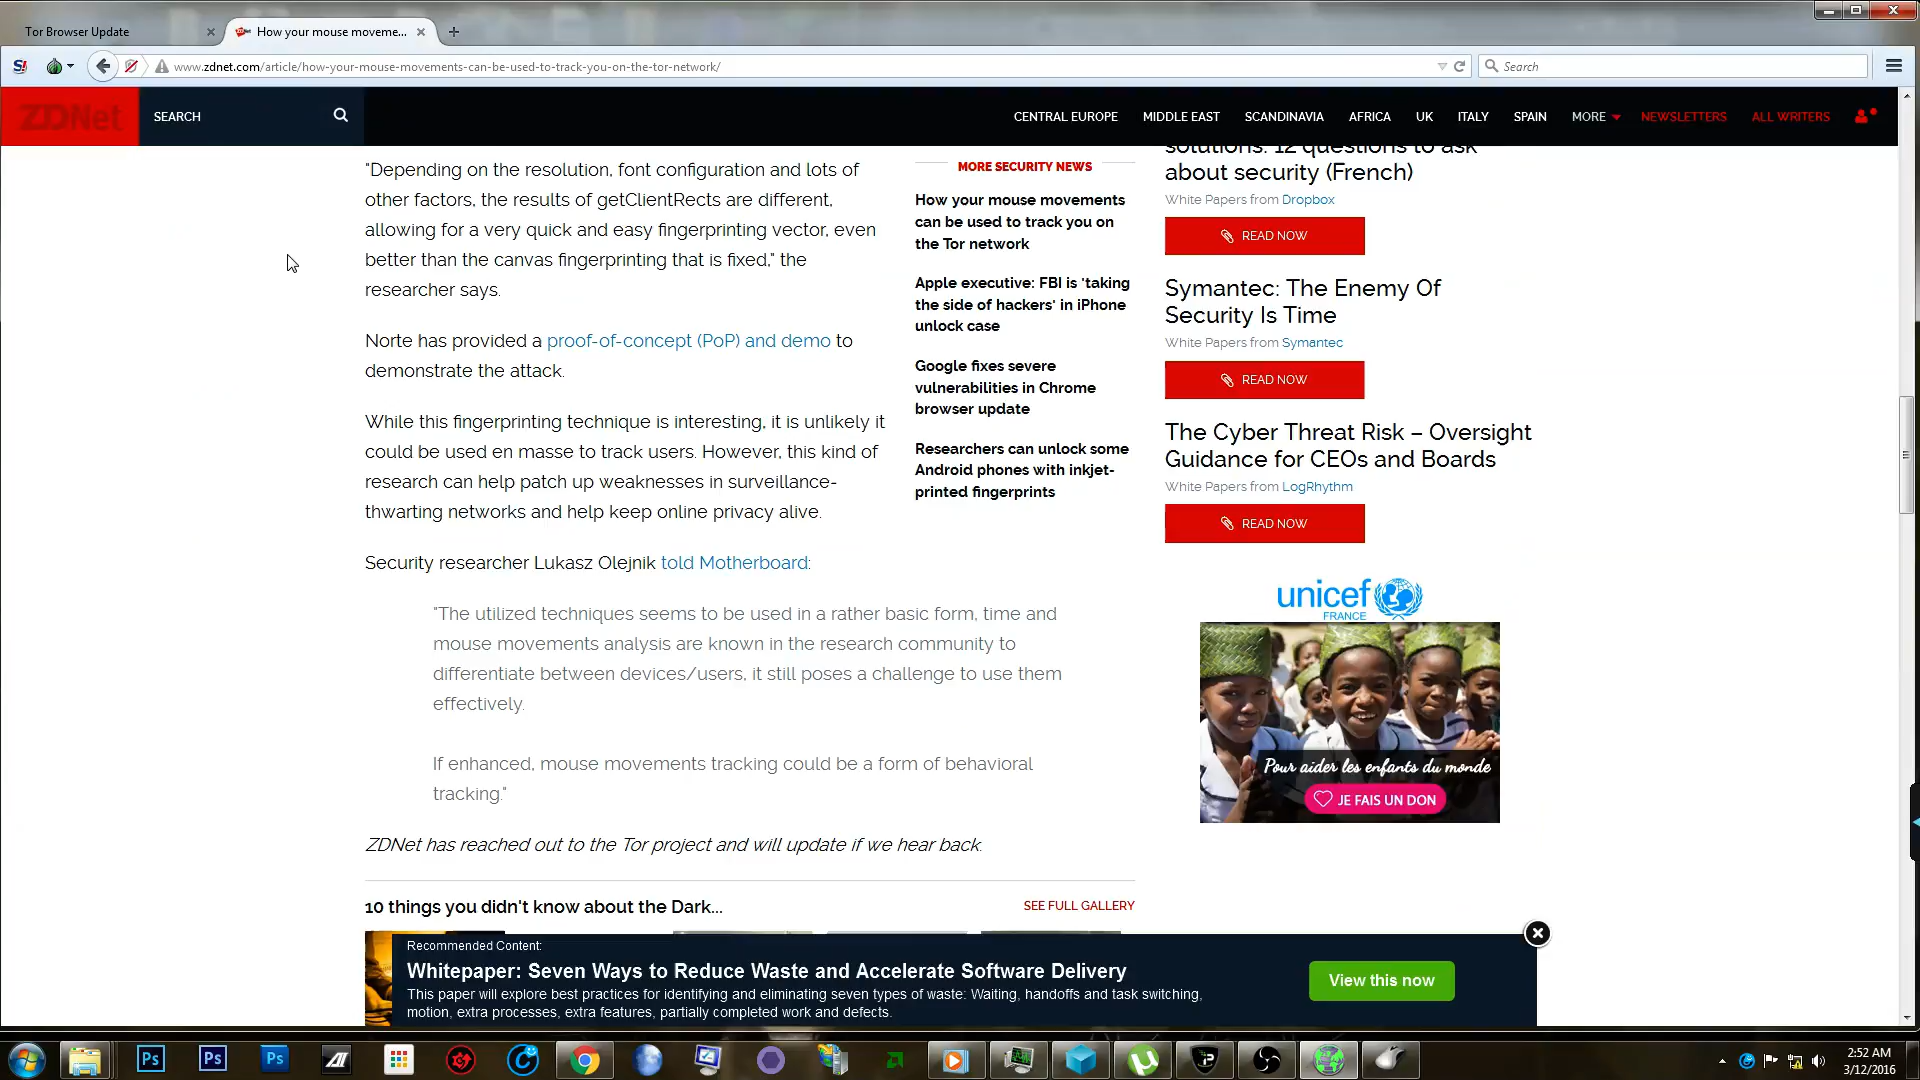 Tor Browser Update
How your mouse moveme...
www.zdnet.com/article/how-your-mouse-movements-can-be-used-to-track-you-on-the-tor-network/
Search
ZDNet
SEARCH
CENTRAL EUROPE MIDDLE EAST SCANDINAVIA AFRICA UK ITALY SPAIN MORE NEWSLETTERS ALL WRITERS
"Depending on the resolution, font configuration and lots of
other factors, the results of getClientRects are different,
allowing for a very quick and easy fingerprinting vector, even
better than the canvas fingerprinting that is fixed," the
researcher says.
Norte has provided a proof-of-concept (PoP) and demo to
demonstrate the attack.
While this fingerprinting technique is interesting, it is unlikely it
could be used en masse to track users. However, this kind of
research can help patch up weaknesses in surveillance-
thwarting networks and help keep online privacy alive.
Security researcher Lukasz Olejnik told Motherboard:
"The utilized techniques seems to be used in a rather basic form, time and
mouse movements analysis are known in the research community to
differentiate between devices/users, it still poses a challenge to use them
effectively.
If enhanced, mouse movements tracking could be a form of behavioral
tracking."
ZDNet has reached out to the Tor project and will update if we hear back.
10 things you didn't know about the Dark...
SEE FULL GALLERY
MORE SECURITY NEWS
How your mouse movements
can be used to track you on
the Tor network
Apple executive: FBI is 'taking
the side of hackers' in iPhone
unlock case
Google fixes severe
vulnerabilities in Chrome
browser update
Researchers can unlock some
Android phones with inkjet-
printed fingerprints
solutions: 12 questions to ask
about security (French)
White Papers from Dropbox
READ NOW
Symantec: The Enemy Of
Security Is Time
White Papers from Symantec
READ NOW
The Cyber Threat Risk – Oversight
Guidance for CEOs and Boards
White Papers from LogRhythm
READ NOW
unicef
FRANCE
Pour aider les enfants du monde
JE FAIS UN DON
Recommended Content:
Whitepaper: Seven Ways to Reduce Waste and Accelerate Software Delivery
This paper will explore best practices for identifying and eliminating seven types of waste: Waiting, handoffs and task switching,
motion, extra processes, extra features, partially completed work and defects.
View this now
Ps
Ps
Ps
2:52 AM
3/12/2016